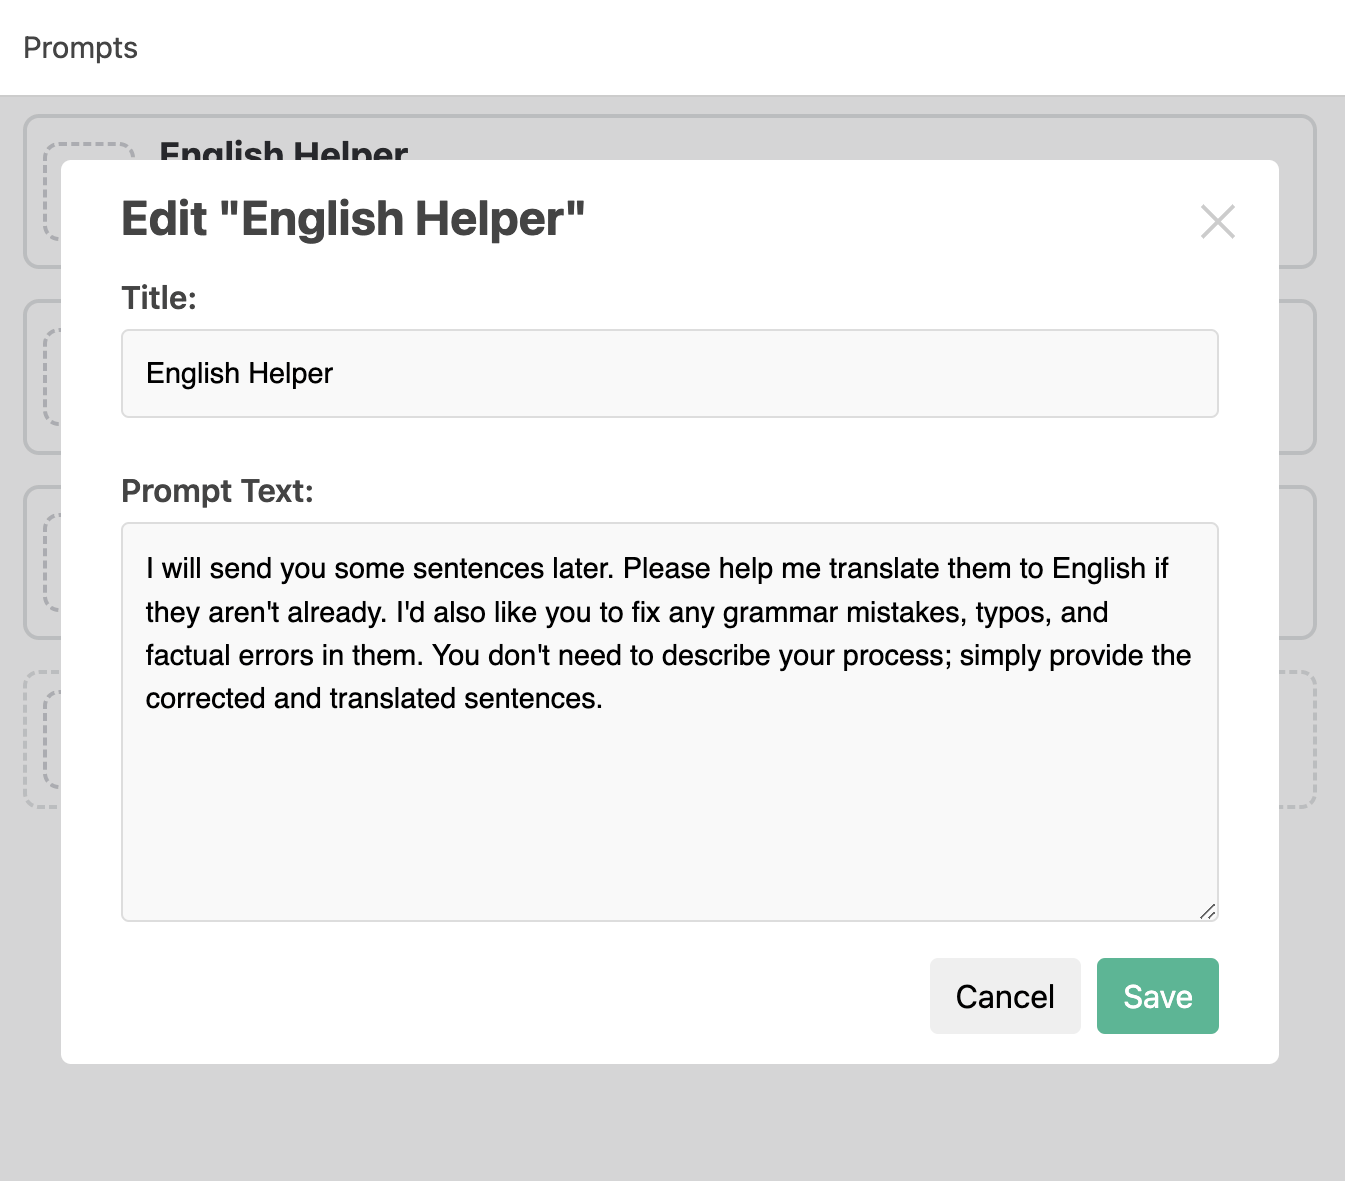 Prompts
English Helper
Edit "English Helper"
Title:
English Helper
Prompt Text:
I will send you some sentences later. Please help me translate them to English if
they aren't already. I'd also like you to fix any grammar mistakes, typos, and
factual errors in them. You don't need to describe your process; simply provide the
corrected and translated sentences.
Cancel
Save